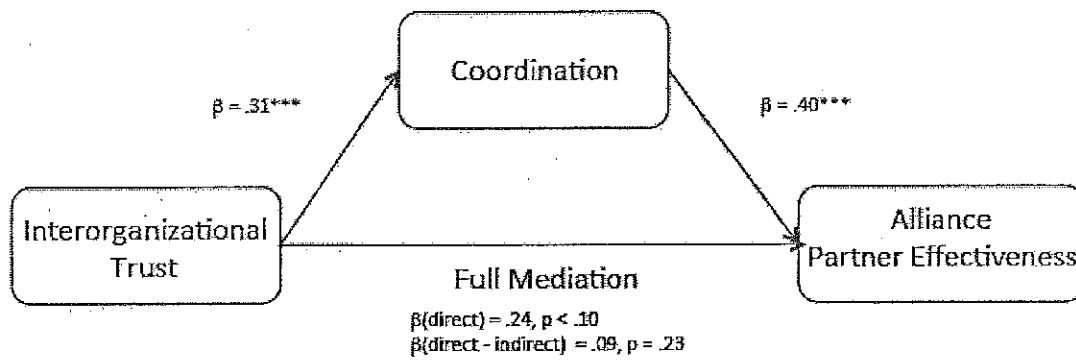 Coordination
β = .31***
β = .40***
Interorganizational
Trust
Alliance
Partner Effectiveness
Full Mediation
β(direct) = .24, p < .10
β(direct - indirect) = .09, p = .23